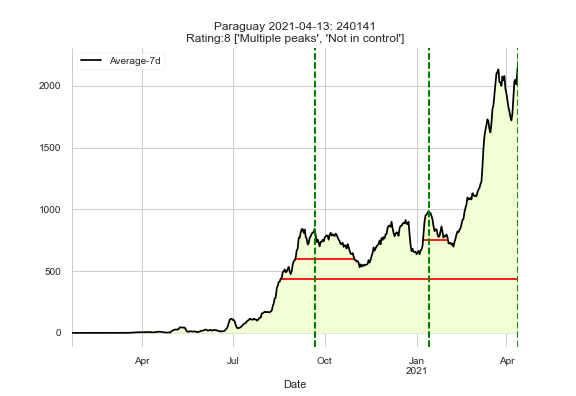 Paraguay 2021-04-13: 240141
Rating:8 ['Multiple peaks', 'Not in control']
Average-7d
2000
1500
1000
500
0
Apr
Jul
Oct
Jan
2021
Apr
Date